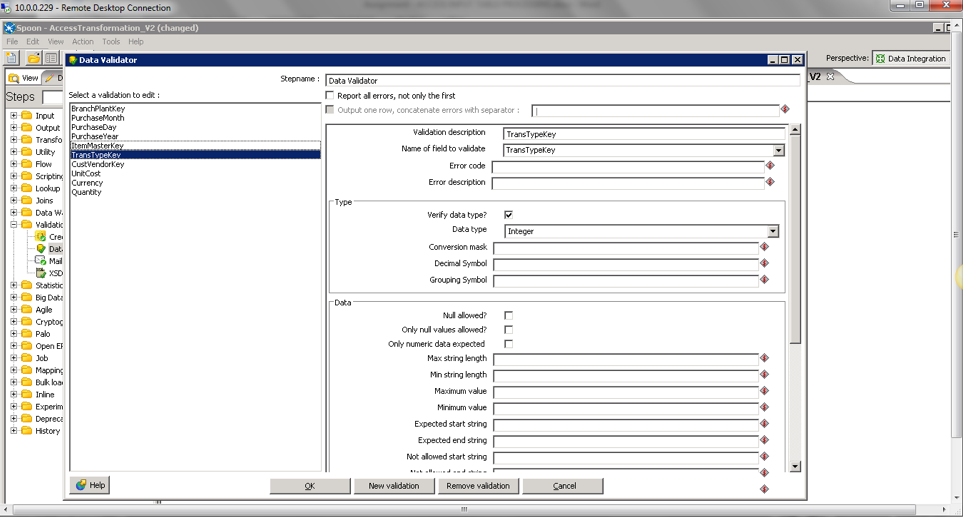 10.0.0.229 - Remote Desktop Connection
Spoon - AccessTransformation_V2 (changed)
File Edit View Action Tools Help
Perspective: Data Integration
View
V2
Steps
Input
Output
Transfo
Utility
Flow
Scripting
Lookup
Joins
Data Wa
Validatio
Cre
Data
Mail
XSD
Statistic
Big Data
Agile
Cryptog
Palo
Open ER
Job
Mapping
Bulk load
Inline
Experim
Depreca
History
Data Validator
Stepname : Data Validator
Select a validation to edit :
BranchPlantKey
PurchaseMonth
PurchaseDay
PurchaseYear
ItemMasterKey
TransTypeKey
CustVendorKey
UnitCost
Currency
Quantity
Report all errors, not only the first
Output one row, concatenate errors with separator : |
Validation description TransTypeKey
Name of field to validate TransTypeKey
Error code
Error description
Type
Verify data type?
Data type Integer
Conversion mask
Decimal Symbol
Grouping Symbol
Data
Null allowed?
Only null values allowed?
Only numeric data expected
Max string length
Min string length
Maximum value
Minimum value
Expected start string
Expected end string
Not allowed start string
Not allowed end string
Help OK New validation Remove validation Cancel